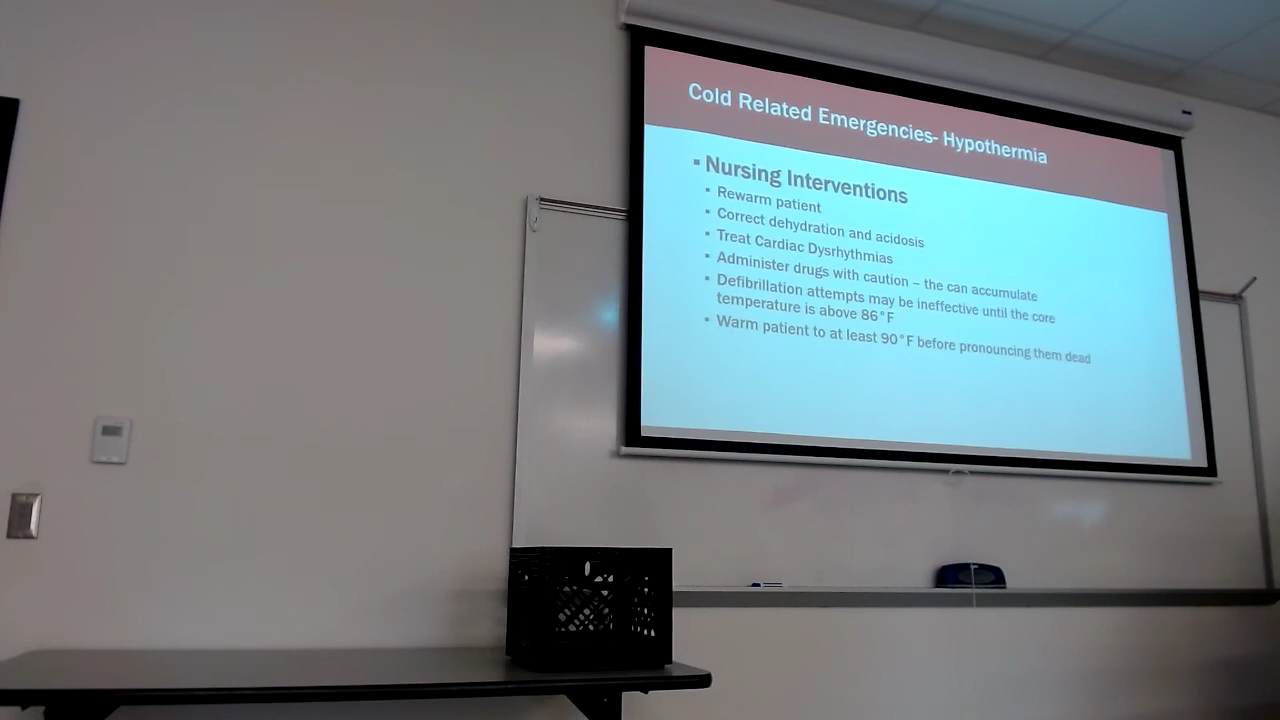 Cold Related Emergencies- Hypothermia
▪ Nursing Interventions
▪ Rewarm patient
▪ Correct dehydration and acidosis
▪ Treat Cardiac Dysrhythmias
▪ Administer drugs with caution – the can accumulate
▪ Defibrillation attempts may be ineffective until the core
temperature is above 86°F
▪ Warm patient to at least 90°F before pronouncing them dead